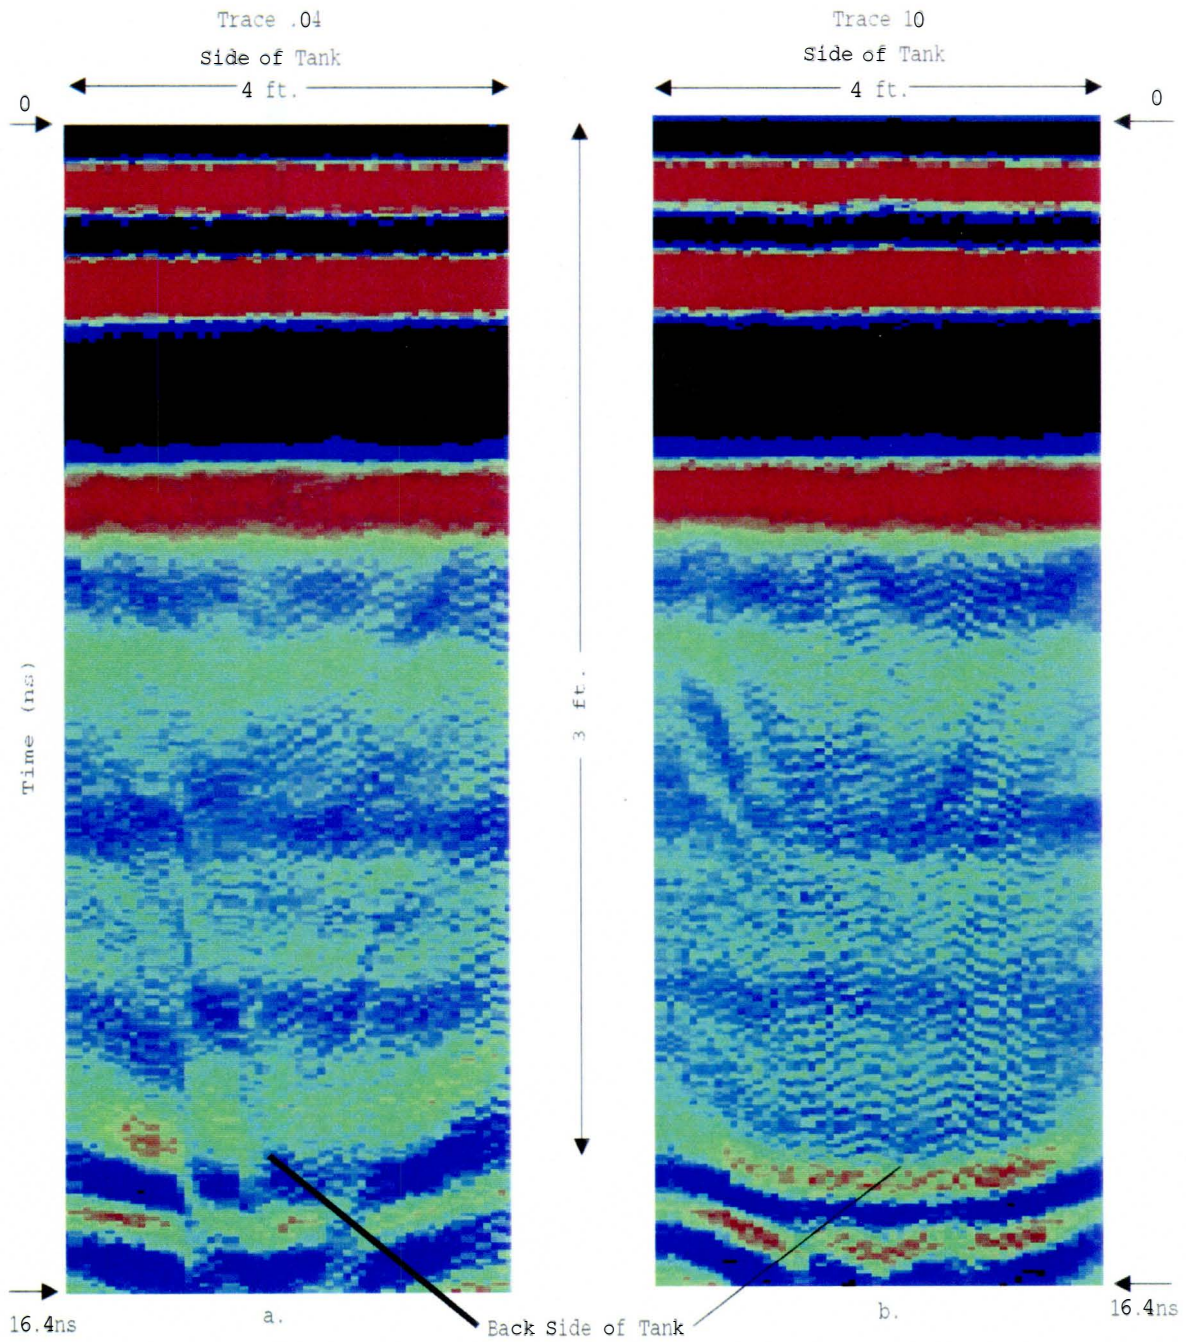 Trace .04
Side of Tank
4 ft.
0
Trace 10
Side of Tank
4 ft.
0
Time (ns)
3 ft.
16.4ns
a.
Back Side of Tank
b.
16.4ns